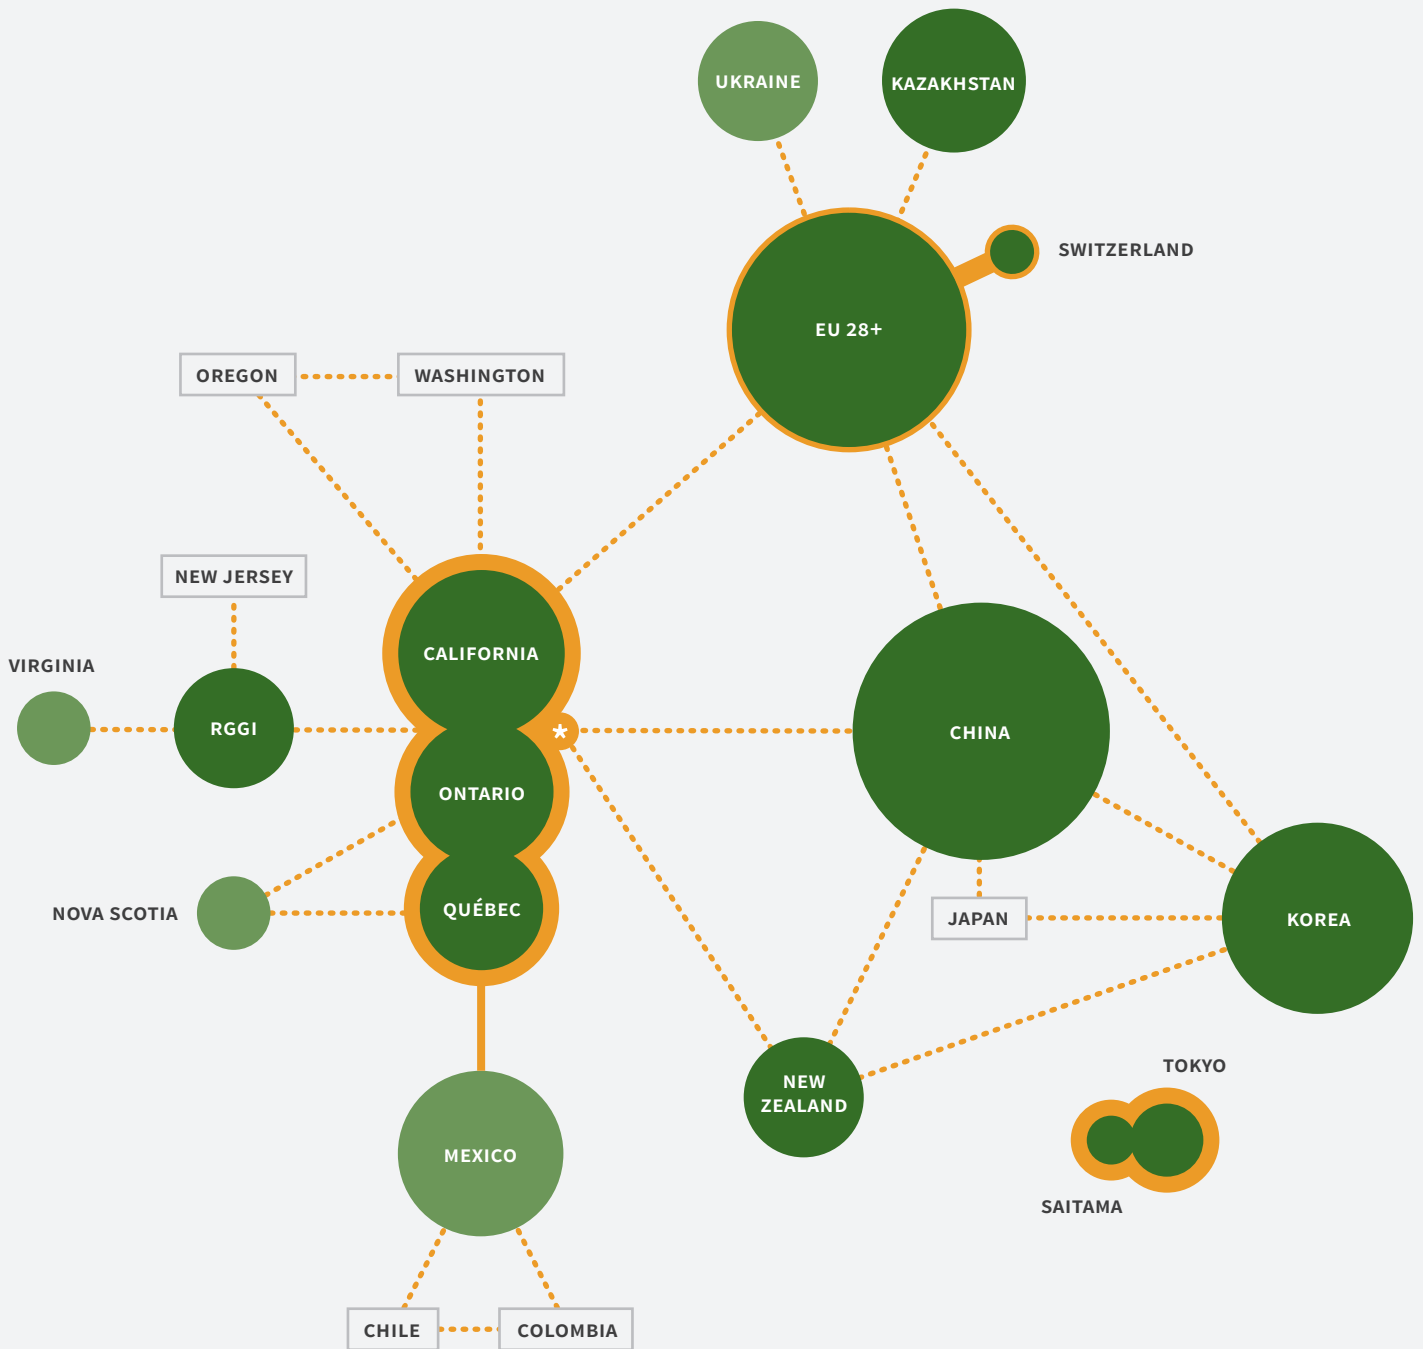 UKRAINE
KAZAKHSTAN
SWITZERLAND
EU 28+
OREGON
WASHINGTON
NEW JERSEY
VIRGINIA
CALIFORNIA
RGGI
*
CHINA
ONTARIO
NOVA SCOTIA
QUÉBEC
JAPAN
KOREA
TOKYO
NEW
ZEALAND
MEXICO
SAITAMA
CHILE
COLOMBIA